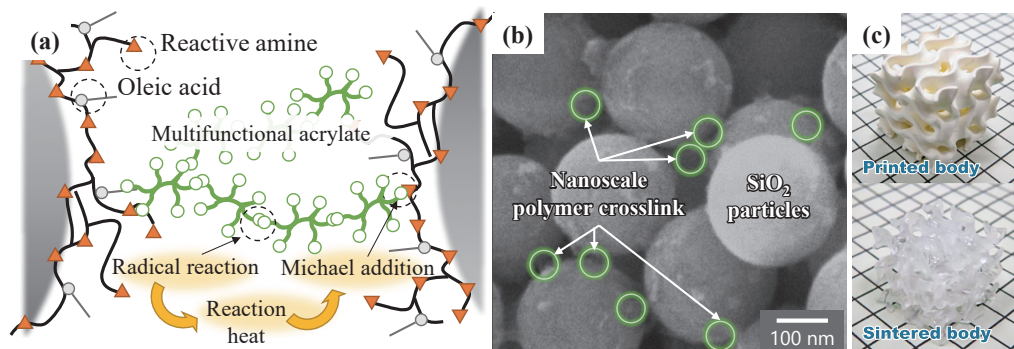 (a)
Reactive amine
Oleic acid
Multifunctional acrylate
Radical reaction
Michael addition
Reaction
heat
(b)
Nanoscale
polymer crosslink
SiO₂
particles
100 nm
(c)
Printed body
Sintered body